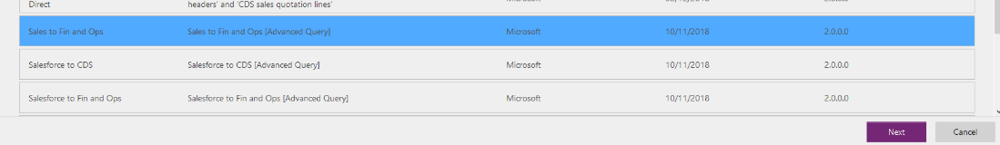 Direct headers' and 'CDS sales quotation lines'
Sales to Fin and Ops Sales to Fin and Ops [Advanced Query] Microsoft 10/11/2018 2.0.0.0
Salesforce to CDS Salesforce to CDS [Advanced Query] Microsoft 10/11/2018 2.0.0.0
Salesforce to Fin and Ops Salesforce to Fin and Ops [Advanced Query] Microsoft 10/11/2018 2.0.0.0
Next Cancel